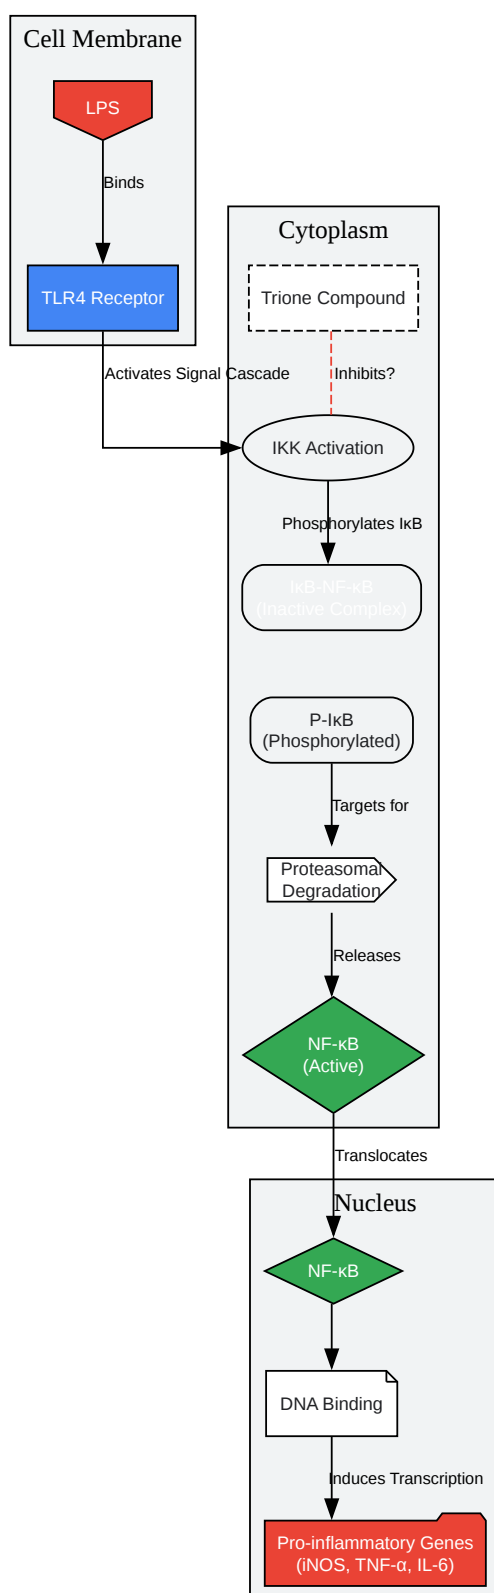 Cell Membrane
LPS
Binds
TLR4 Receptor
Activates Signal Cascade
Cytoplasm
Trione Compound
Inhibits?
IKK Activation
Phosphorylates IκB
IκB-NF-κB
(Inactive Complex)
P-IκB
(Phosphorylated)
Targets for
Proteasomal
Degradation
Releases
NF-κB
(Active)
Translocates
Nucleus
NF-κB
DNA Binding
Induces Transcription
Pro-inflammatory Genes
(iNOS, TNF-α, IL-6)